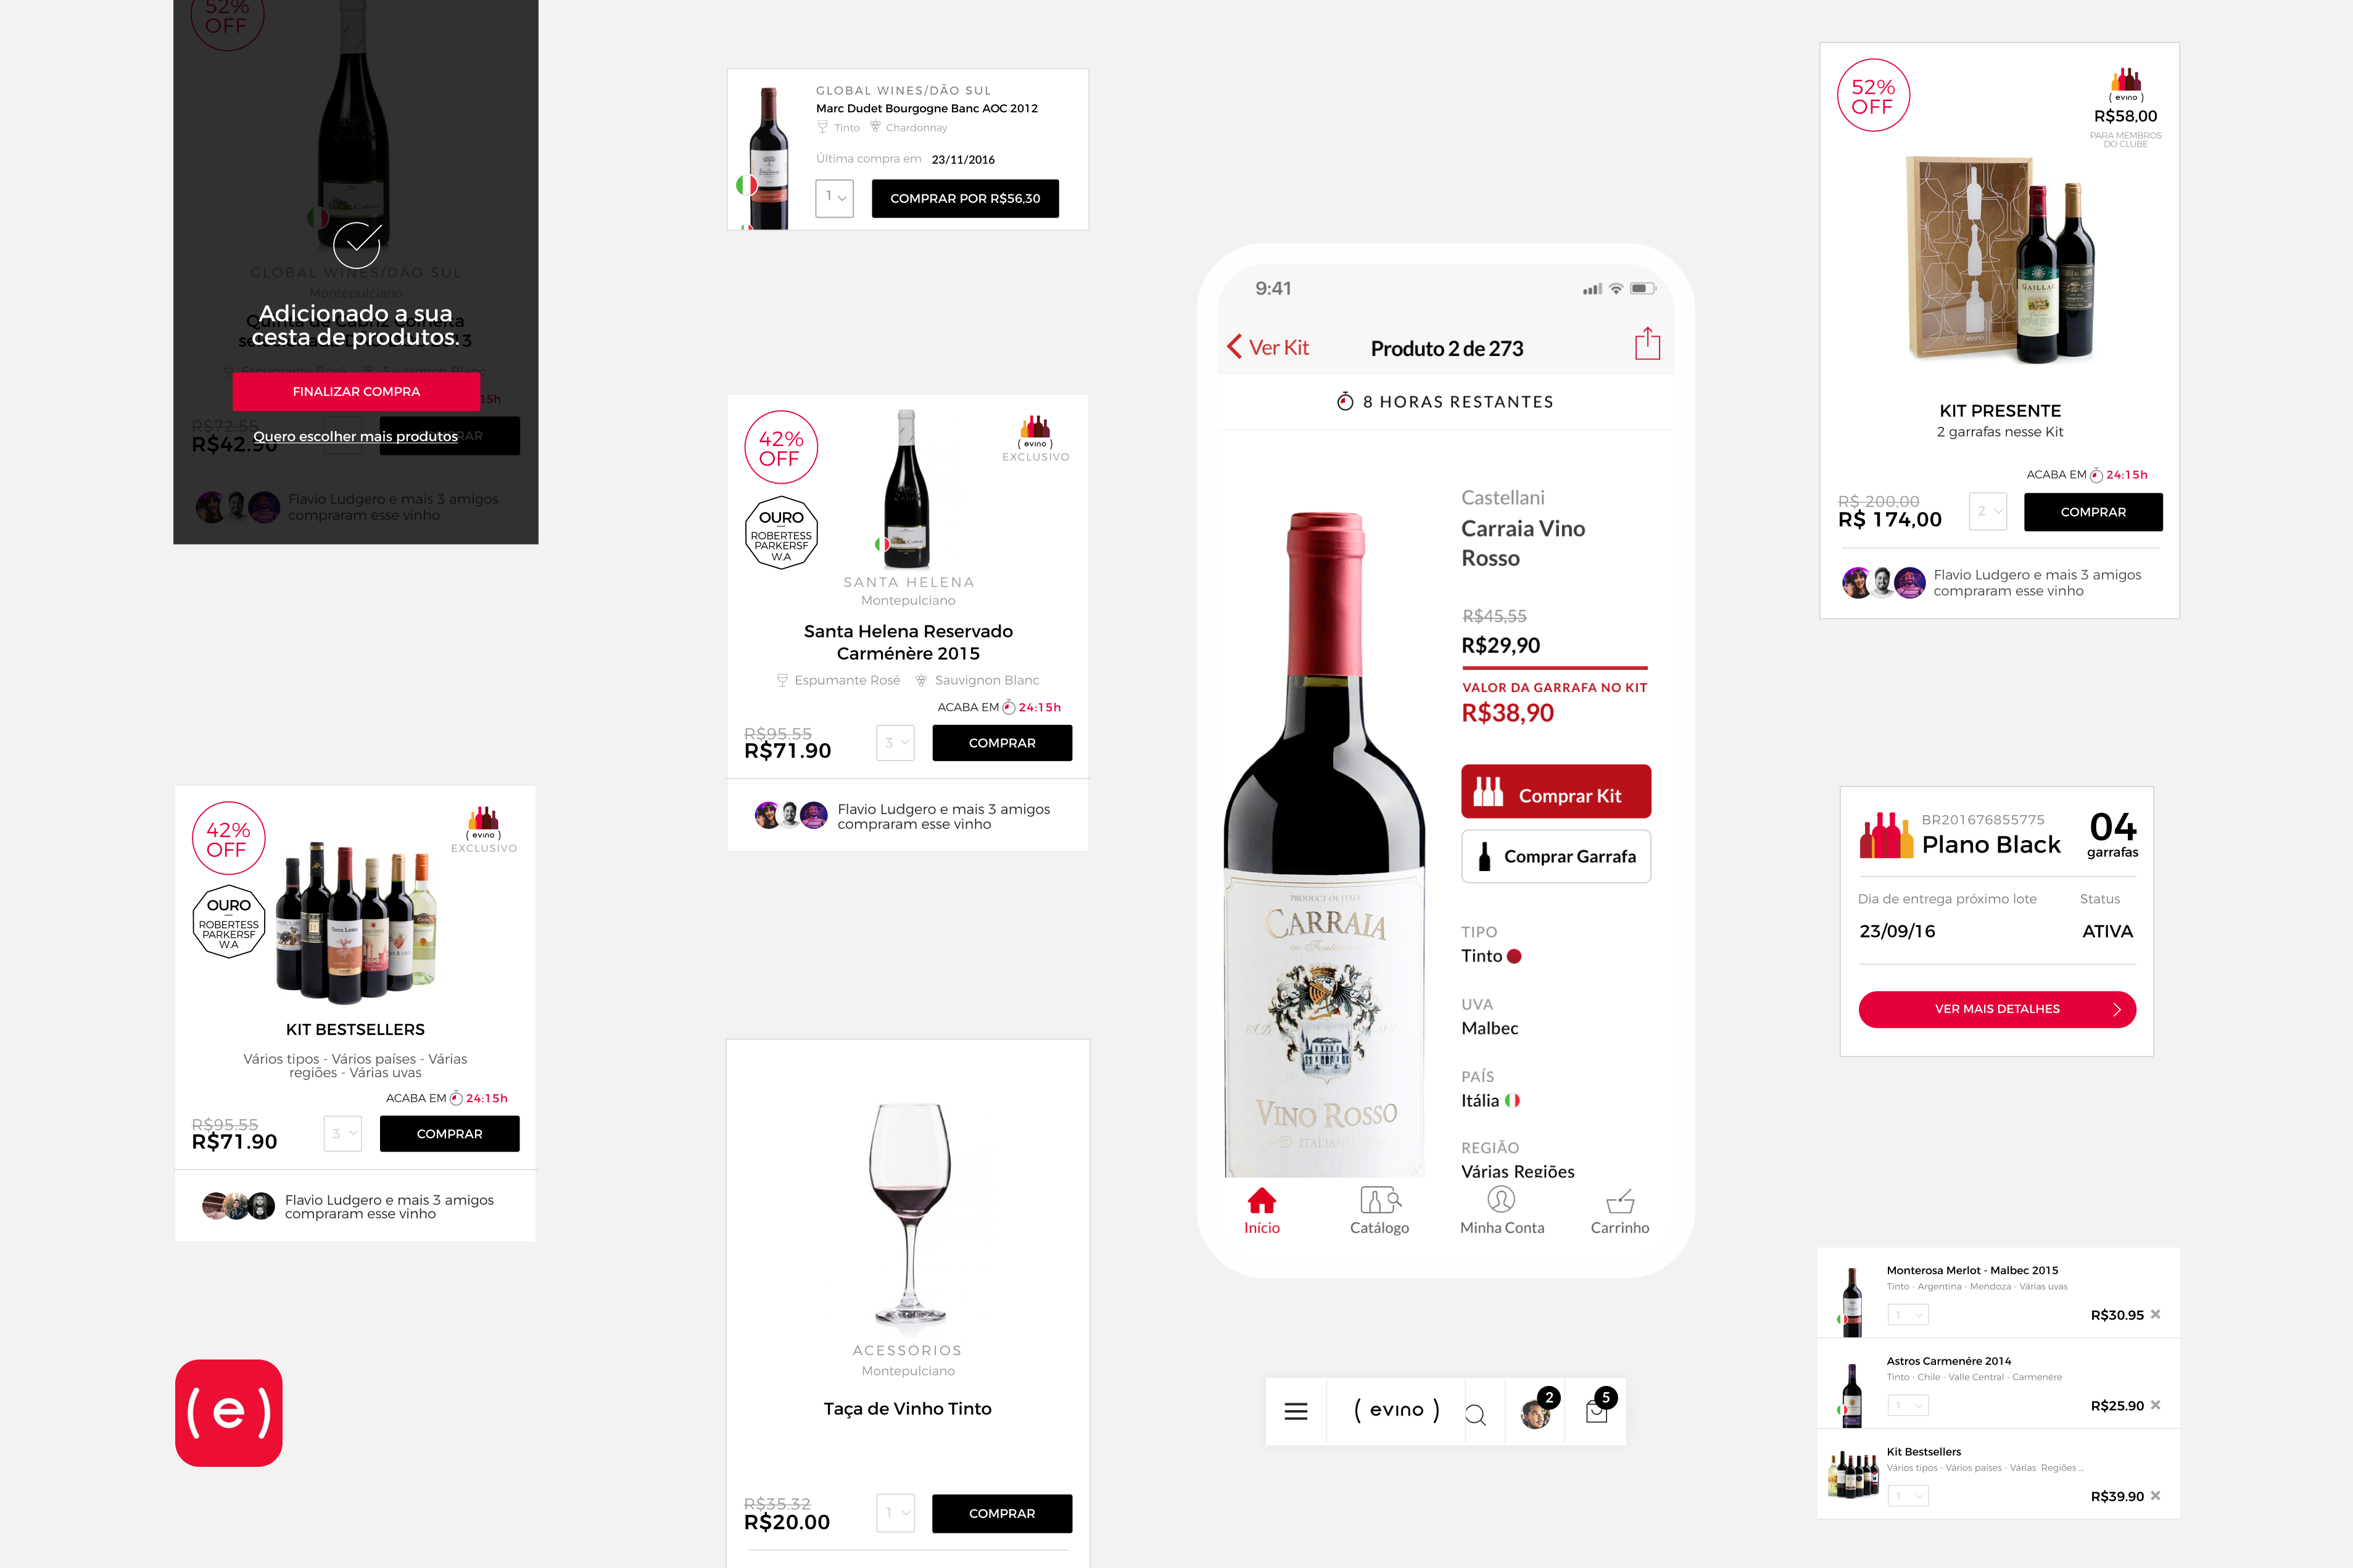 52%
OFF
GLOBAL WINES/DAO SUL
Montepulciano
Adicionado a sua
cesta de produtos.
FINALIZAR COMPRA
15h
R$72.55
R$42.90
Quero escolher mais produtos
Flavio Ludgero e mais 3 amigos
compraram esse vinho
42%
OFF
( evino )
EXCLUSIVO
OURO
ROBERTESS
PARKERSF
W.A
KIT BESTSELLERS
Vários tipos - Vários países - Várias
regiões - Várias uvas
ACABA EM 24:15h
R$95.55
R$71.90
3
COMPRAR
Flavio Ludgero e mais 3 amigos
compraram esse vinho
(e)
GLOBAL WINES/DÃO SUL
Marc Dudet Bourgogne Banc AOC 2012
Tinto Chardonnay
Última compra em 23/11/2016
1
COMPRAR POR R$56,30
42%
OFF
( evino )
EXCLUSIVO
OURO
ROBERTESS
PARKERSF
W.A
SANTA HELENA
Montepulciano
Santa Helena Reservado
Carménère 2015
Espumante Rosé Sauvignon Blanc
ACABA EM 24:15h
R$95.55
R$71.90
3
COMPRAR
Flavio Ludgero e mais 3 amigos
compraram esse vinho
ACESSÓRIOS
Montepulciano
Taça de Vinho Tinto
R$35.32
R$20.00
1
COMPRAR
9:41
Ver Kit
Produto 2 de 273
8 HORAS RESTANTES
Castellani
Carraia Vino
Rosso
R$45,55
R$29,90
VALOR DA GARRAFA NO KIT
R$38,90
Comprar Kit
Comprar Garrafa
TIPO
Tinto
UVA
Malbec
PAÍS
Itália
REGIÃO
Várias Regiões
PRODUCT OF ITALY
CARRAIA
VINO ROSSO
Início
Catálogo
Minha Conta
Carrinho
( evino )
2
5
52%
OFF
( evino )
R$58,00
PARA MEMBROS
DO CLUBE
GAILLAC
evino
KIT PRESENTE
2 garrafas nesse Kit
ACABA EM 24:15h
R$ 200,00
R$ 174,00
2
COMPRAR
Flavio Ludgero e mais 3 amigos
compraram esse vinho
BR201676855775
Plano Black
04
garrafas
Dia de entrega próximo lote
Status
23/09/16
ATIVA
VER MAIS DETALHES
Monterosa Merlot - Malbec 2015
Tinto - Argentina - Mendoza - Várias uvas
1
R$30.95
Astros Carmenére 2014
Tinto - Chile - Valle Central - Carmenére
1
R$25.90
Kit Bestsellers
Vários tipos - Vários países - Várias Regiões ...
1
R$39.90